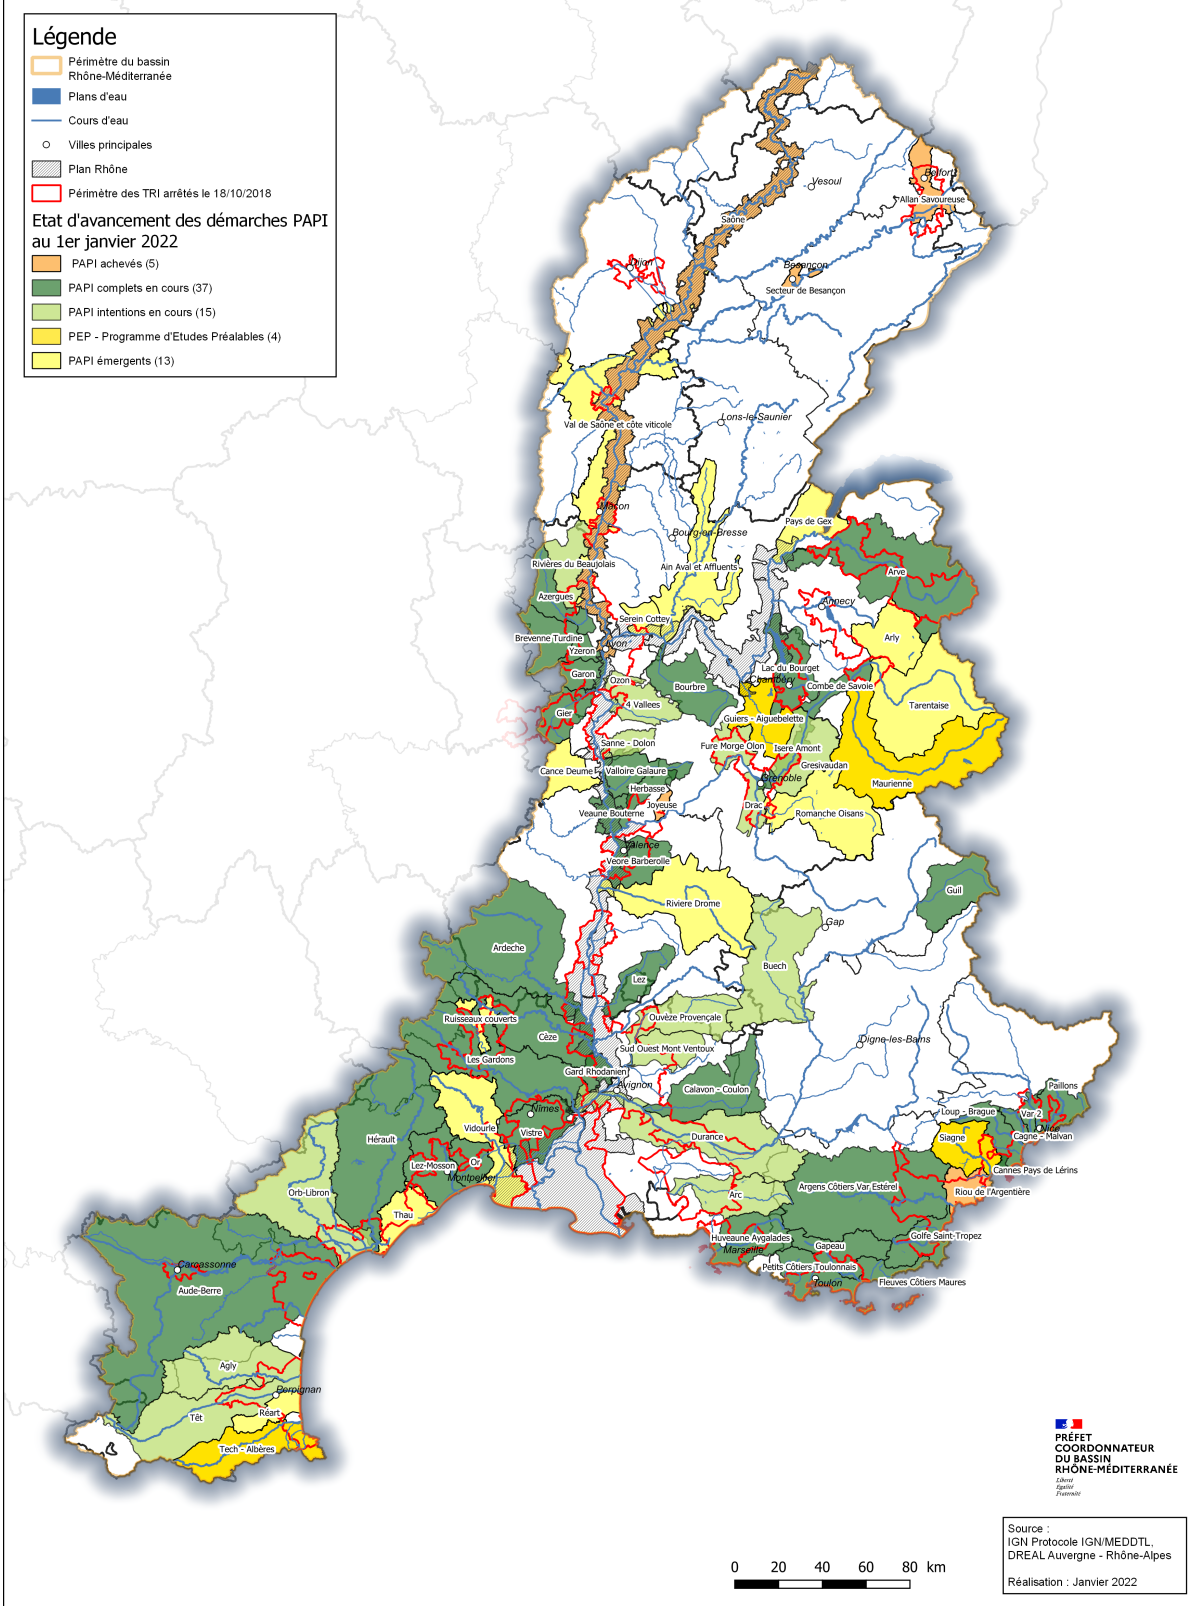 Légende
Périmètre du bassin
Rhône-Méditerranée
Plans d'eau
Cours d'eau
Villes principales
Plan Rhône
Périmètre des TRI arrêtés le 18/10/2018
Etat d'avancement des démarches PAPI
au 1er janvier 2022
PAPI achevés (5)
PAPI complets en cours (37)
PAPI intentions en cours (15)
PEP - Programme d'Etudes Préalables (4)
PAPI émergents (13)
Belfort
Vesoul
Allan Savoureuse
Saône
Dijon
Besançon
Secteur de Besançon
Lons-le-Saunier
Val de Saône et côte viticole
Macon
Pays de Gex
Bourg-en-Bresse
Rivières du Beaujolais
Ain Aval et Affluents
Arve
Azergues
Annecy
Serein Cottey
Brevenne Turdine
Arly
Lyon
Yzeron
Lac du Bourget
Garon
Ozon
Chambéry
Bourbre
Combe de Savoie
4 Vallees
Tarentaise
Gier
Guiers - Aiguebelette
Sanne - Dolon
Fure Morge Olon
Isere Amont
Gresivaudan
Cance Deume
Valloire Galaure
Grenoble
Maurienne
Herbasse
Joyeuse
Drac
Veaune Bouterne
Romanche Oisans
Valence
Veore Barberolle
Guil
Riviere Drome
Gap
Ardeche
Buech
Lez
Ruisseaux couverts
Ouvèze Provençale
Cèze
Digne-les-Bains
Sud Ouest Mont Ventoux
Les Gardons
Gard Rhodanien
Avignon
Calavon - Coulon
Paillons
Nîmes
Loup - Brague
Var 2
Nice
Vidourle
Vistre
Durance
Cagne - Malvan
Hérault
Siagne
Lez-Mosson
Or
Cannes Pays de Lérins
Montpellier
Argens Côtiers Var Estérel
Riou de l'Argentière
Orb-Libron
Arc
Thau
Huveaune Aygalades
Golfe Saint-Tropez
Marseille
Gapeau
Carcassonne
Petits Côtiers Toulonnais
Toulon
Fleuves Côtiers Maures
Aude-Berre
Agly
Perpignan
Têt
Réart
Tech - Albères
PRÉFET
COORDONNATEUR
DU BASSIN
RHÔNE-MÉDITERRANÉE
Liberté
Égalité
Fraternité
Source :
IGN Protocole IGN/MEDDTL,
DREAL Auvergne - Rhône-Alpes
Réalisation : Janvier 2022
0 20 40 60 80 km